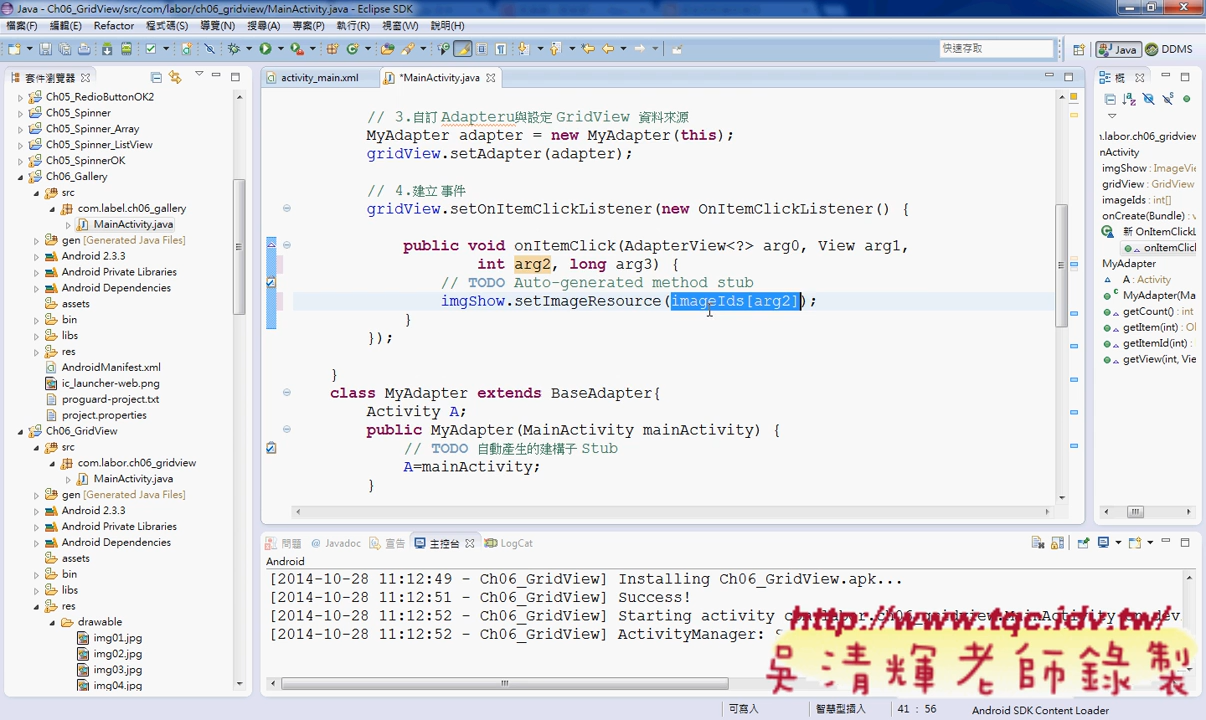 Java - Ch06_GridView/src/com/labor/ch06_gridview/MainActivity.java - Eclipse SDK
檔案(F) 編輯(E) Refactor 程式碼(S) 導覽(N) 搜尋(A) 專案(P) 執行(R) 視窗(W) 說明(H)
快速存取
Java DDMS
套件瀏覽器
Ch05_RedioButtonOK2
Ch05_Spinner
Ch05_Spinner_Array
Ch05_Spinner_ListView
Ch05_SpinnerOK
Ch06_Gallery
src
com.label.ch06_gallery
MainActivity.java
gen [Generated Java Files]
Android 2.3.3
Android Private Libraries
Android Dependencies
assets
bin
libs
res
AndroidManifest.xml
ic_launcher-web.png
proguard-project.txt
project.properties
Ch06_GridView
src
com.labor.ch06_gridview
MainActivity.java
gen [Generated Java Files]
Android 2.3.3
Android Private Libraries
Android Dependencies
assets
bin
libs
res
drawable
img01.jpg
img02.jpg
img03.jpg
img04.jpg
activity_main.xml *MainActivity.java
// 3.自訂 Adapteru與設定 GridView 資料來源
MyAdapter adapter = new MyAdapter(this);
gridView.setAdapter(adapter);
// 4.建立 事件
gridView.setOnItemClickListener(new OnItemClickListener() {
public void onItemClick(AdapterView<?> arg0, View arg1,
int arg2, long arg3) {
// TODO Auto-generated method stub
imgShow.setImageResource(imageIds[arg2]);
}
});
}
class MyAdapter extends BaseAdapter{
Activity A;
public MyAdapter(MainActivity mainActivity) {
// TODO 自動產生的建構子 Stub
A=mainActivity;
}
概
n.labor.ch06_gridview
nActivity
imgShow : ImageVie
gridView : GridView
imageIds : int[]
onCreate(Bundle) : v
新 OnItemClickl
onItemClicl
MyAdapter
A : Activity
MyAdapter(Ma
getCount() : int
getItem(int) : Ol
getItemId(int) :
getView(int, Vie
問題 Javadoc 宣告 主控台 LogCat
Android
[2014-10-28 11:12:49 - Ch06_GridView] Installing Ch06_GridView.apk...
[2014-10-28 11:12:51 - Ch06_GridView] Success!
[2014-10-28 11:12:52 - Ch06_GridView] Starting activity
[2014-10-28 11:12:52 - Ch06_GridView] ActivityManager:
http://www.tqc.idv.tw/
吳清輝老師錄製
可寫入 智慧型插入 41 : 56 Android SDK Content Loader